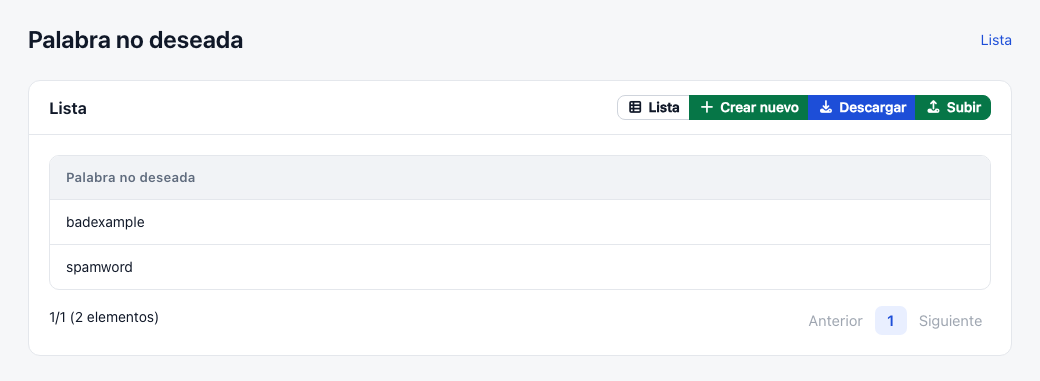 Palabra no deseada
Lista
Lista
Lista
Crear nuevo
Descargar
Subir
Palabra no deseada
badexample
spamword
1/1 (2 elementos)
Anterior
1
Siguiente